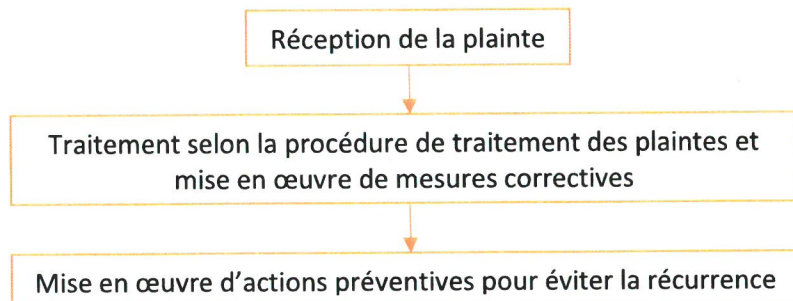 Réception de la plainte
Traitement selon la procédure de traitement des plaintes et
mise en œuvre de mesures correctives
Mise en œuvre d'actions préventives pour éviter la récurrence